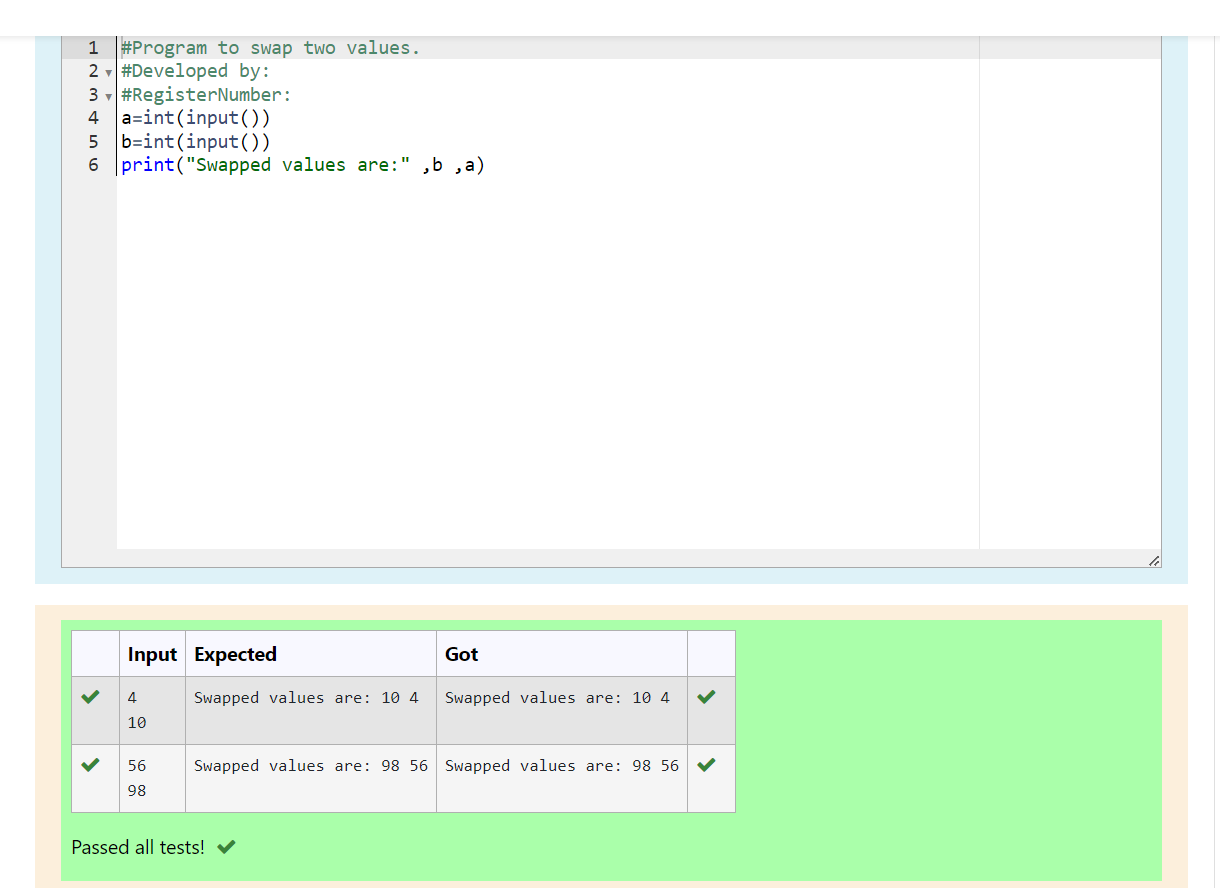 1 #Program to swap two values.
2 #Developed by:
3 #RegisterNumber:
4 a=int(input())
5 b=int(input())
6 print("Swapped values are:" ,b ,a)
Input Expected Got
4 Swapped values are: 10 4 Swapped values are: 10 4
10
56 Swapped values are: 98 56 Swapped values are: 98 56
98
Passed all tests!